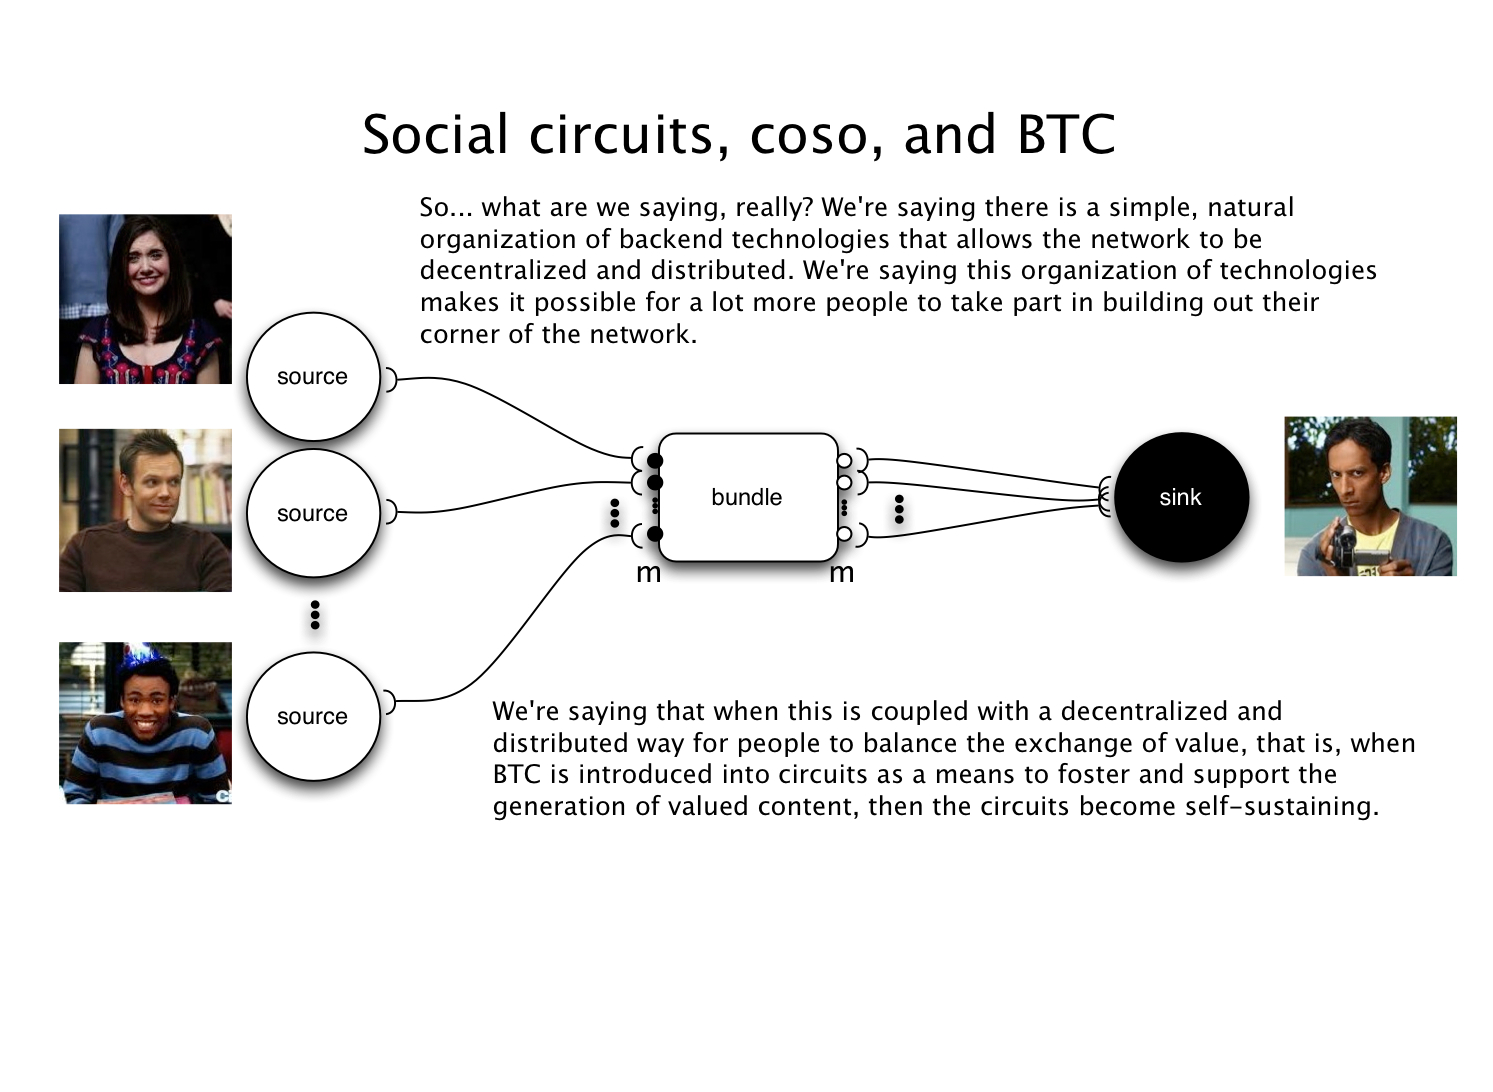 Social circuits, coso, and BTC
So... what are we saying, really? We're saying there is a simple, natural
organization of backend technologies that allows the network to be
decentralized and distributed. We're saying this organization of technologies
makes it possible for a lot more people to take part in building out their
corner of the network.
source
source
bundle
sink
m
m
source
We're saying that when this is coupled with a decentralized and
distributed way for people to balance the exchange of value, that is, when
BTC is introduced into circuits as a means to foster and support the
generation of valued content, then the circuits become self-sustaining.